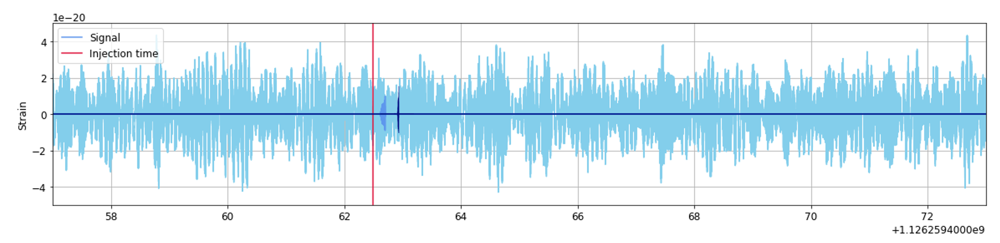 1e−20
Signal
Injection time
4
2
0
−2
−4
Strain
58 60 62 64 66 68 70 72
+1.1262594000e9